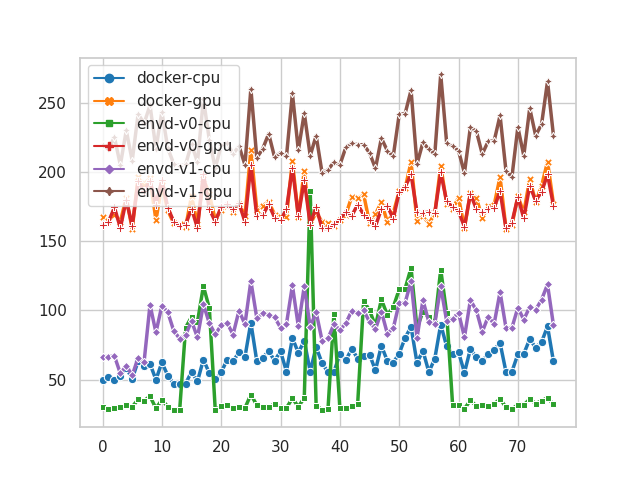 docker-cpu
docker-gpu
envd-v0-cpu
envd-v0-gpu
envd-v1-cpu
envd-v1-gpu
250
200
150
100
50
0 10 20 30 40 50 60 70